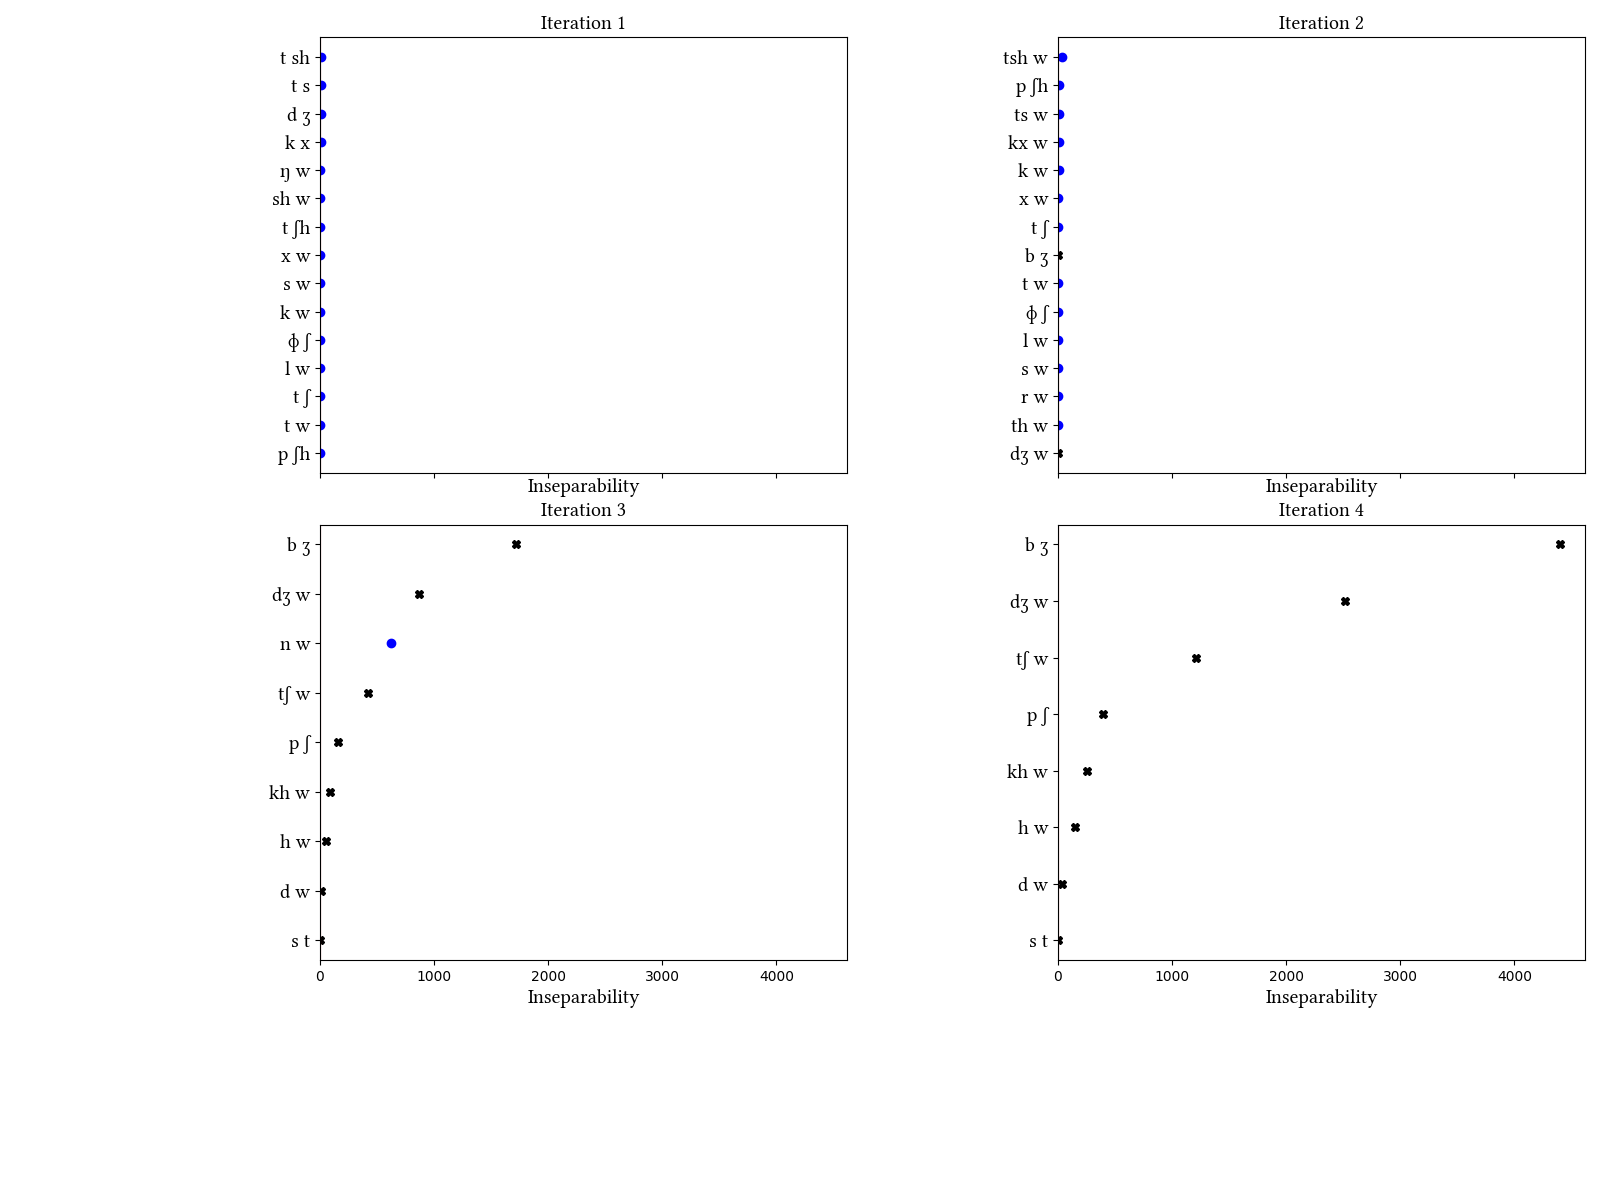 Iteration 1
t sh
t s
d ʒ
k x
ŋ w
sh w
t ʃh
x w
s w
k w
ɸ ʃ
l w
t ʃ
t w
p ʃh
Inseparability
Iteration 2
tsh w
p ʃh
ts w
kx w
k w
x w
t ʃ
b ʒ
t w
ɸ ʃ
l w
s w
r w
th w
dʒ w
Inseparability
Iteration 3
b ʒ
dʒ w
n w
tʃ w
p ʃ
kh w
h w
d w
s t
0 1000 2000 3000 4000
Inseparability
Iteration 4
b ʒ
dʒ w
tʃ w
p ʃ
kh w
h w
d w
s t
0 1000 2000 3000 4000
Inseparability